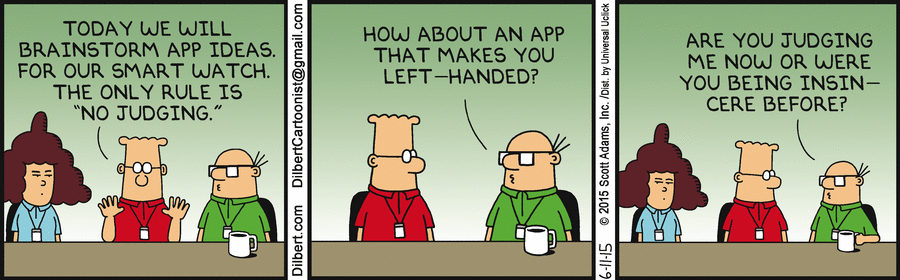 TODAY WE WILL
BRAINSTORM APP IDEAS.
FOR OUR SMART WATCH.
THE ONLY RULE IS
"NO JUDGING."
Dilbert.com DilbertCartoonist@gmail.com
HOW ABOUT AN APP
THAT MAKES YOU
LEFT-HANDED?
6-11-15 © 2015 Scott Adams, Inc. /Dist. by Universal Uclick
ARE YOU JUDGING
ME NOW OR WERE
YOU BEING INSIN-
CERE BEFORE?